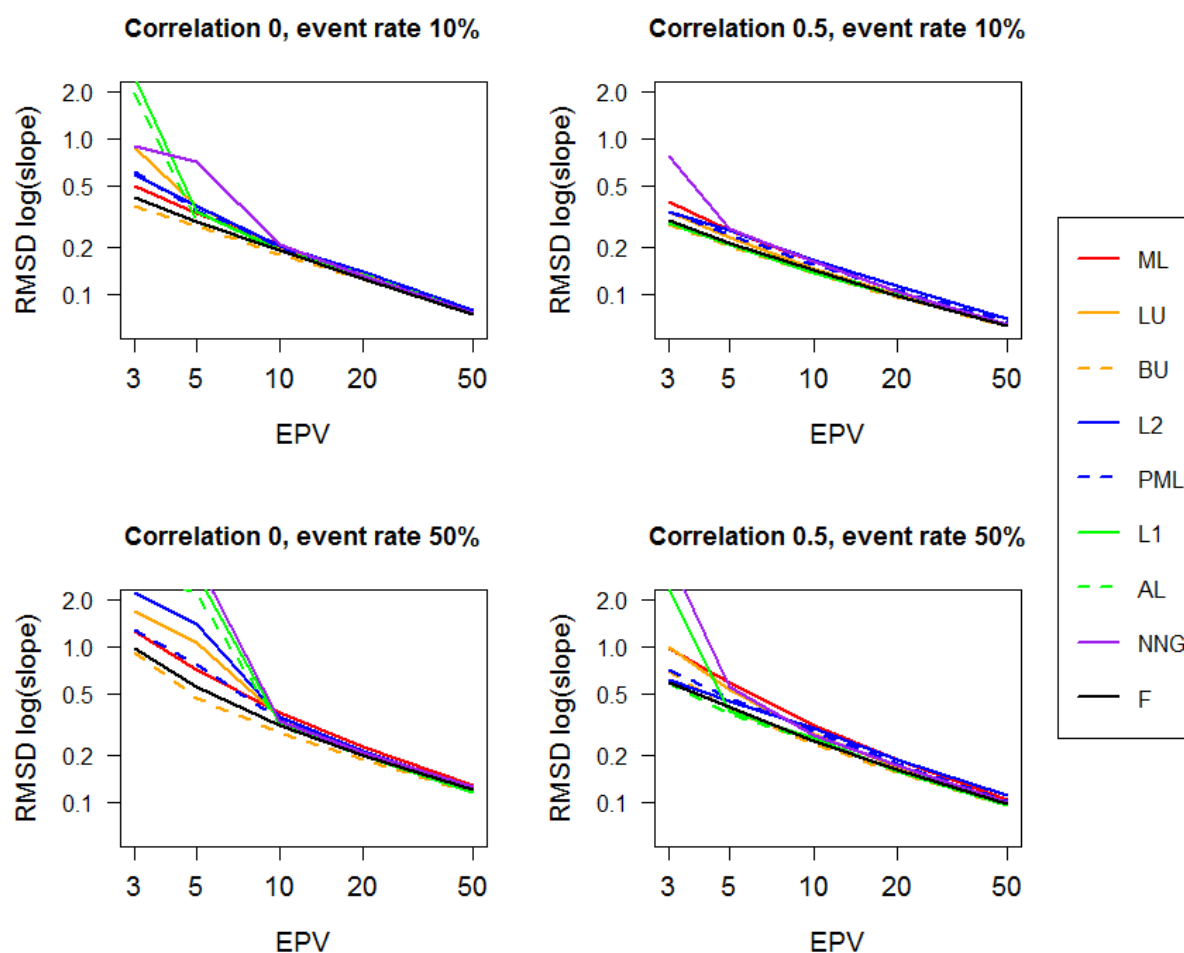 Correlation 0, event rate 10%
RMSD log(slope)
2.0
1.0
0.5
0.2
0.1
3 5 10 20 50
EPV
Correlation 0.5, event rate 10%
RMSD log(slope)
2.0
1.0
0.5
0.2
0.1
3 5 10 20 50
EPV
Correlation 0, event rate 50%
RMSD log(slope)
2.0
1.0
0.5
0.2
0.1
3 5 10 20 50
EPV
Correlation 0.5, event rate 50%
RMSD log(slope)
2.0
1.0
0.5
0.2
0.1
3 5 10 20 50
EPV
ML
LU
BU
L2
PML
L1
AL
NNG
F